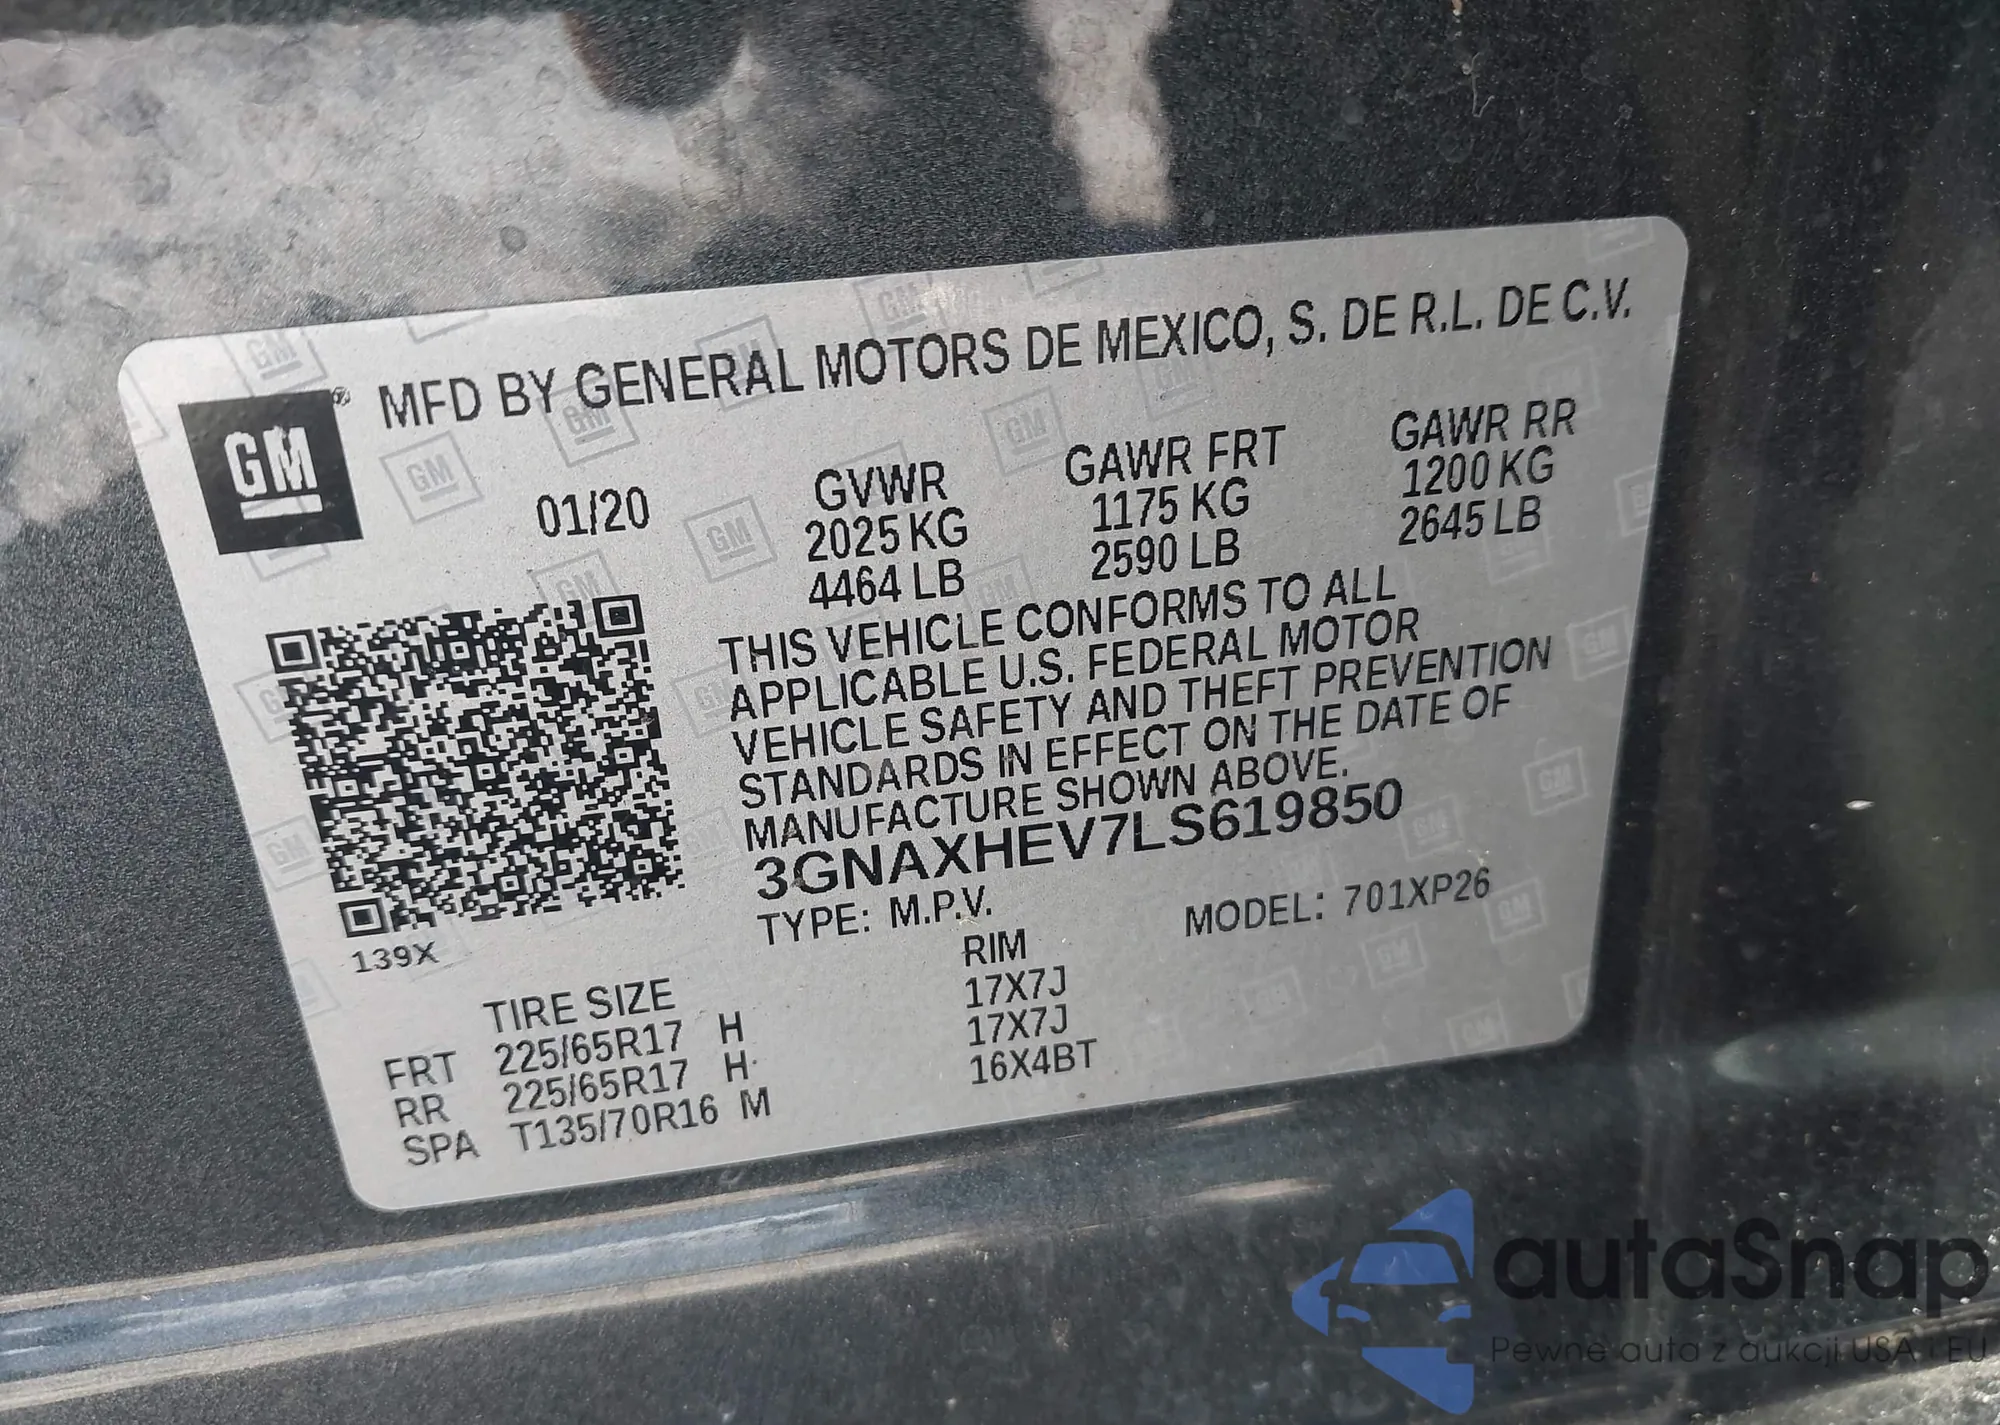 MFD BY GENERAL MOTORS DE MEXICO, S. DE R.L. DE C.V.
GM
®
01/20 GVWR GAWR FRT GAWR RR
2025 KG 1175 KG 1200 KG
4464 LB 2590 LB 2645 LB
THIS VEHICLE CONFORMS TO ALL
APPLICABLE U.S. FEDERAL MOTOR
VEHICLE SAFETY AND THEFT PREVENTION
STANDARDS IN EFFECT ON THE DATE OF
MANUFACTURE SHOWN ABOVE.
3GNAXHEV7LS619850
TYPE: M.P.V. MODEL: 701XP26
139X
TIRE SIZE RIM
FRT 225/65R17 H 17X7J
RR 225/65R17 H 17X7J
SPA T135/70R16 M 16X4BT
autaSnap
Pewne auta z aukcji USA i EU